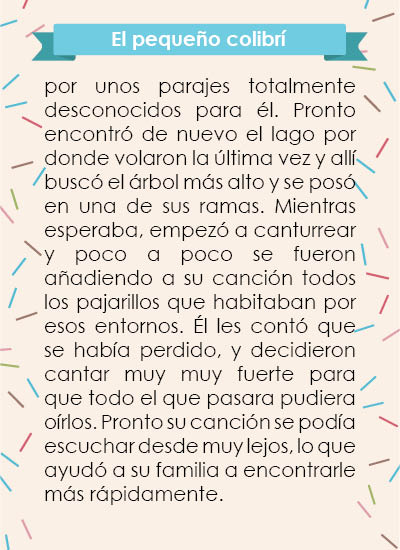 El pequeño colibrí
por unos parajes totalmente
desconocidos para él. Pronto
encontró de nuevo el lago por
donde volaron la última vez y allí
buscó el árbol más alto y se posó
en una de sus ramas. Mientras
esperaba, empezó a canturrear
y poco a poco se fueron
añadiendo a su canción todos
los pajarillos que habitaban por
esos entornos. Él les contó que
se había perdido, y decidieron
cantar muy muy fuerte para
que todo el que pasara pudiera
oírlos. Pronto su canción se podía
escuchar desde muy lejos, lo que
ayudó a su familia a encontrarle
más rápidamente.